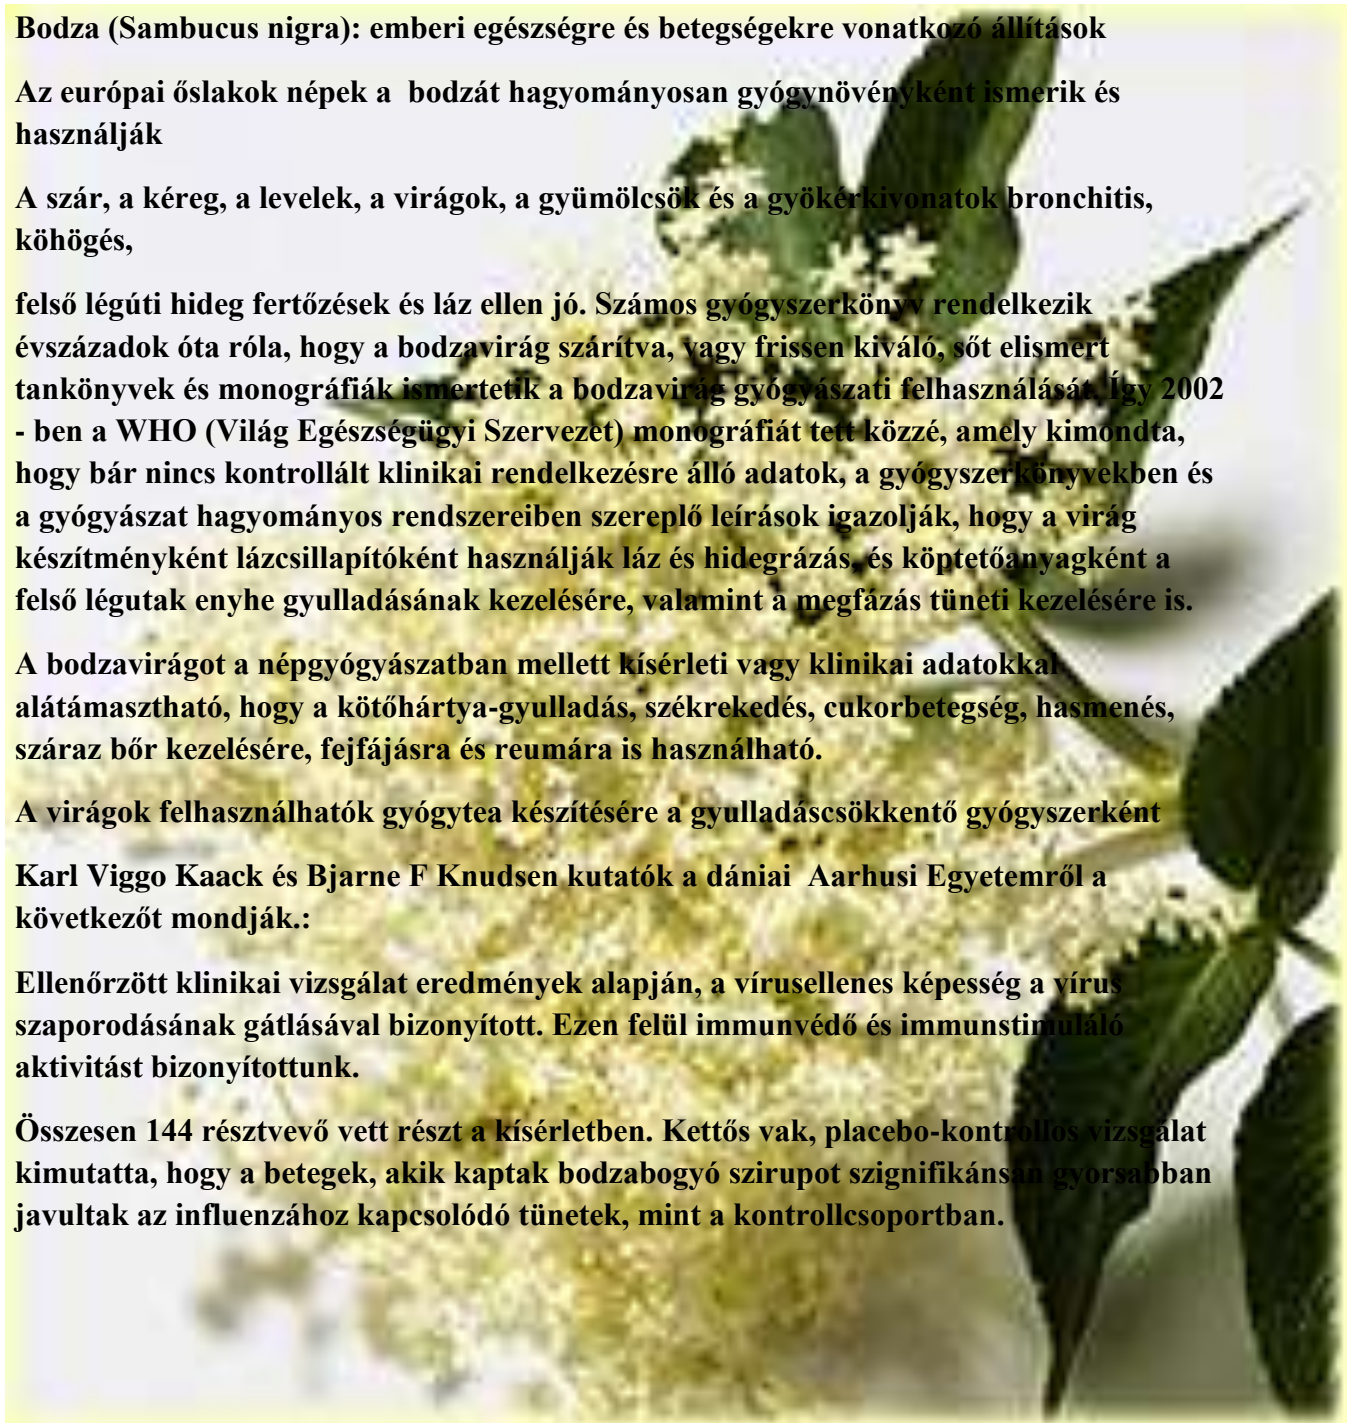 Bodza (Sambucus nigra): emberi egészségre és betegségekre vonatkozó állítások
Az európai őslakok népek a  bodzát hagyományosan gyógynövényként ismerik és
használják
A szár, a kéreg, a levelek, a virágok, a gyümölcsök és a gyökérkivonatok bronchitis,
köhögés,
felső légúti hideg fertőzések és láz ellen jó. Számos gyógyszerkönyv rendelkezik
évszázadok óta róla, hogy a bodzavirág szárítva, vagy frissen kiváló, sőt elismert
tankönyvek és monográfiák ismertetik a bodzavirág gyógyászati felhasználását. Így 2002
- ben a WHO (Világ Egészségügyi Szervezet) monográfiát tett közzé, amely kimondta,
hogy bár nincs kontrollált klinikai rendelkezésre álló adatok, a gyógyszerkönyvekben és
a gyógyászat hagyományos rendszereiben szereplő leírások igazolják, hogy a virág
készítményként lázcsillapítóként használják láz és hidegrázás, és köptetőanyagként a
felső légutak enyhe gyulladásának kezelésére, valamint a megfázás tüneti kezelésére is.
A bodzavirágot a népgyógyászatban mellett kísérleti vagy klinikai adatokkal
alátámasztható, hogy a kötőhártya-gyulladás, székrekedés, cukorbetegség, hasmenés,
száraz bőr kezelésére, fejfájásra és reumára is használható.
A virágok felhasználhatók gyógytea készítésére a gyulladáscsökkentő gyógyszerként
Karl Viggo Kaack és Bjarne F Knudsen kutatók a dániai  Aarhusi Egyetemről a
következőt mondják.:
Ellenőrzött klinikai vizsgálat eredmények alapján, a vírusellenes képesség a vírus
szaporodásának gátlásával bizonyított. Ezen felül immunvédő és immunstimuláló
aktivitást bizonyítottunk.
Összesen 144 résztvevő vett részt a kísérletben. Kettős vak, placebo-kontrollos vizsgálat
kimutatta, hogy a betegek, akik kaptak bodzabogyó szirupot szignifikánsan gyorsabban
javultak az influenzához kapcsolódó tünetek, mint a kontrollcsoportban.